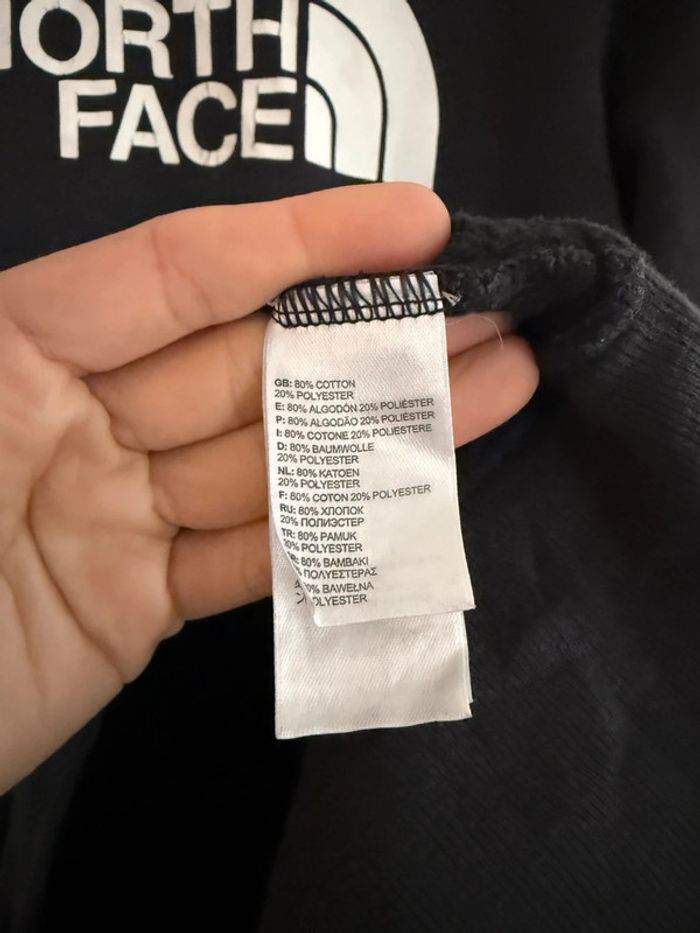 ORTH
FACE
GB: 80% COTTON
20% POLYESTER
E: 80% ALGODÓN 20% POLIÉSTER
P: 80% ALGODÃO 20% POLIÉSTER
I: 80% COTONE 20% POLIESTERE
D: 80% BAUMWOLLE
20% POLYESTER
NL: 80% KATOEN
20% POLYESTER
F: 80% COTON 20% POLYESTER
RU: 80% ХЛОПОК
20% ПОЛИЭСТЕР
TR: 80% PAMUK
20% POLYESTER
80% ΒΑΜΒΑΚΙ
ΠΟΛΥΕΣΤΕΡΑΣ
BAWEŁNA
OLYESTER